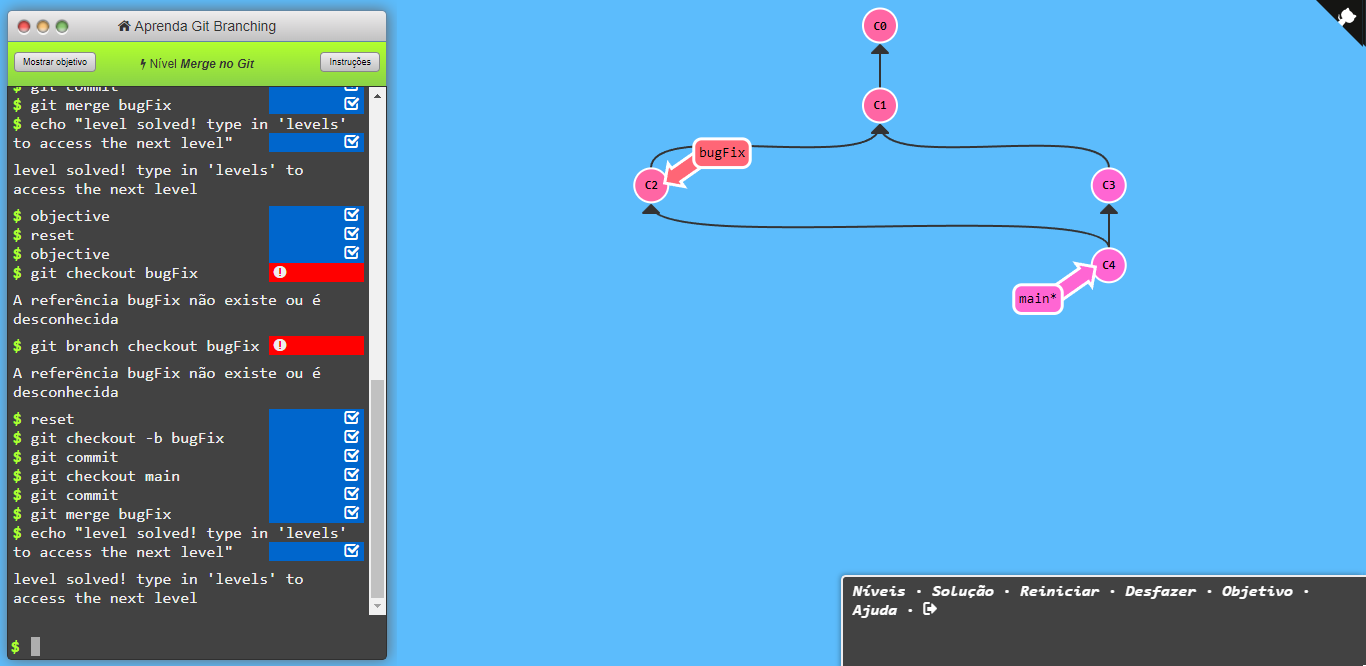 Aprenda Git Branching
Mostrar objetivo
Nível Merge no Git
Instruções
$ git commit
$ git merge bugFix
$ echo "level solved! type in 'levels'
to access the next level"
level solved! type in 'levels' to
access the next level
$ objective
$ reset
$ objective
$ git checkout bugFix
A referência bugFix não existe ou é
desconhecida
$ git branch checkout bugFix
A referência bugFix não existe ou é
desconhecida
$ reset
$ git checkout -b bugFix
$ git commit
$ git checkout main
$ git commit
$ git merge bugFix
$ echo "level solved! type in 'levels'
to access the next level"
level solved! type in 'levels' to
access the next level
$
C0
C1
bugFix
C2
C3
C4
main*
Níveis · Solução · Reiniciar · Desfazer · Objetivo ·
Ajuda ·